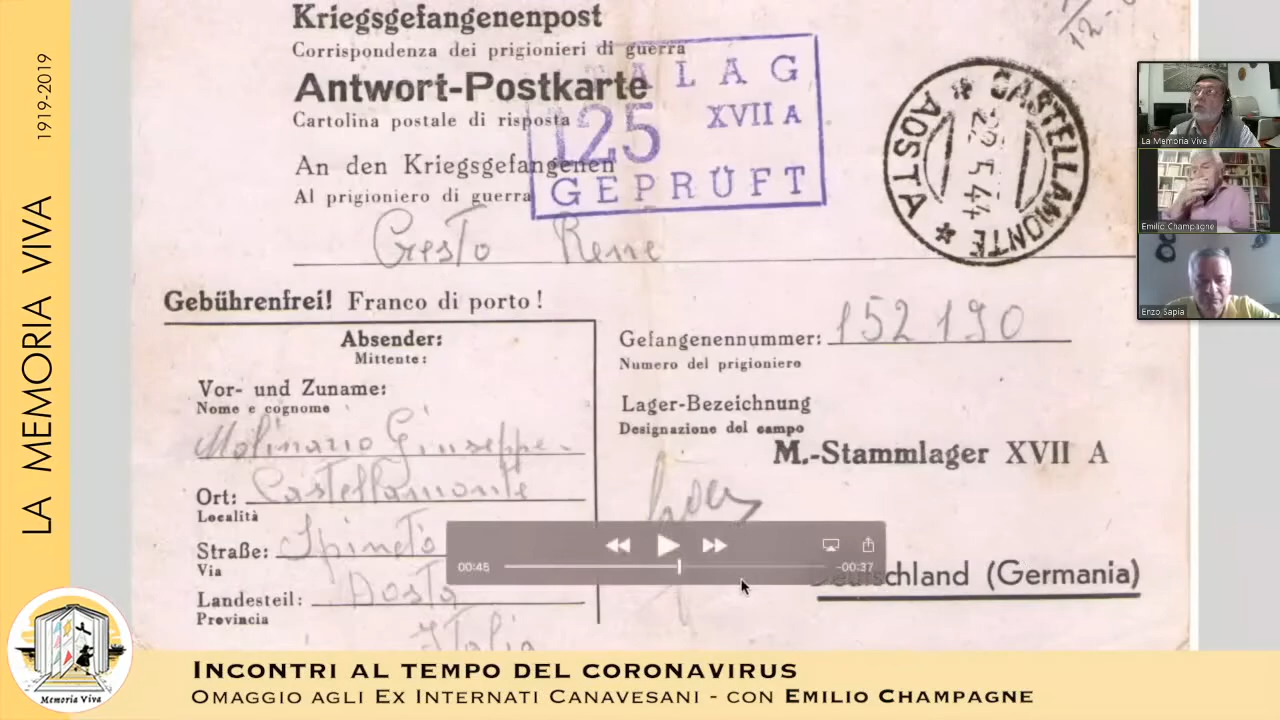 1919-2019
LA MEMORIA VIVA
Kriegsgefangenenpost
Corrispondenza dei prigionieri di guerra
Antwort-Postkarte
Cartolina postale di risposta
An den Kriegsgefangenen
Al prigioniero di guerra
STALAG
XVII A
125
GEPRÜFT
CASTELLAMONTE
22.5.44
AOSTA
Cresto Rene
Gebührenfrei! Franco di porto!
Absender:
Mittente:
Vor- und Zuname:
Nome e cognome
Molinario Giuseppe
Ort: Castellamonte
Località
Straße: Spineto
Via
Landesteil: Aosta
Provincia
Italia
Gefangenennummer: 152190
Numero del prigioniero
Lager-Bezeichnung
Designazione del campo
M.-Stammlager XVII A
Deutschland (Germania)
00:45
-00:37
La Memoria Viva
Emilio Champagne
Enzo Sapia
Memoria Viva
INCONTRI AL TEMPO DEL CORONAVIRUS
OMAGGIO AGLI EX INTERNATI CANAVESANI - CON EMILIO CHAMPAGNE